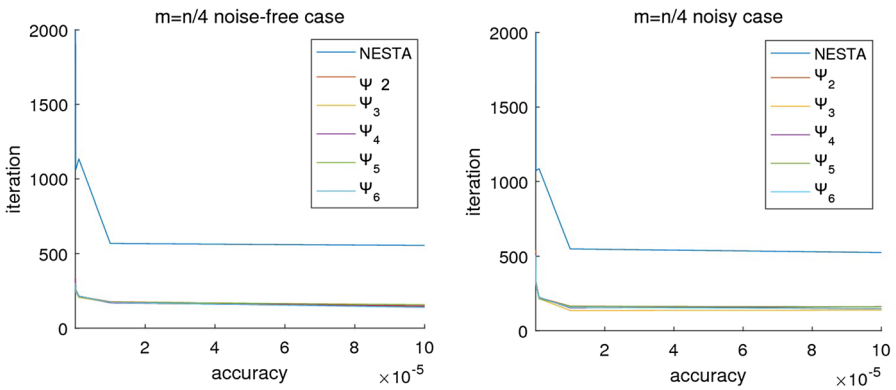 m=n/4 noise-free case
2000
1500
1000
500
0
iteration
2 4 6 8 10
accuracy
×10-5
NESTA
Ψ 2
Ψ3
Ψ4
Ψ5
Ψ6
m=n/4 noisy case
2000
1500
1000
500
0
iteration
2 4 6 8 10
accuracy
×10-5
NESTA
Ψ2
Ψ3
Ψ4
Ψ5
Ψ6